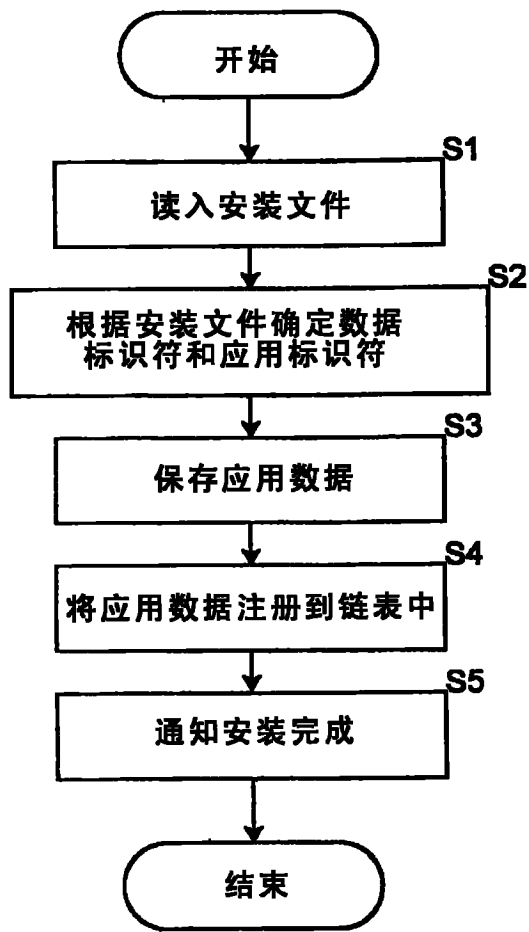 开始
S1
读入安装文件
S2
根据安装文件确定数据
标识符和应用标识符
S3
保存应用数据
S4
将应用数据注册到链表中
S5
通知安装完成
结束